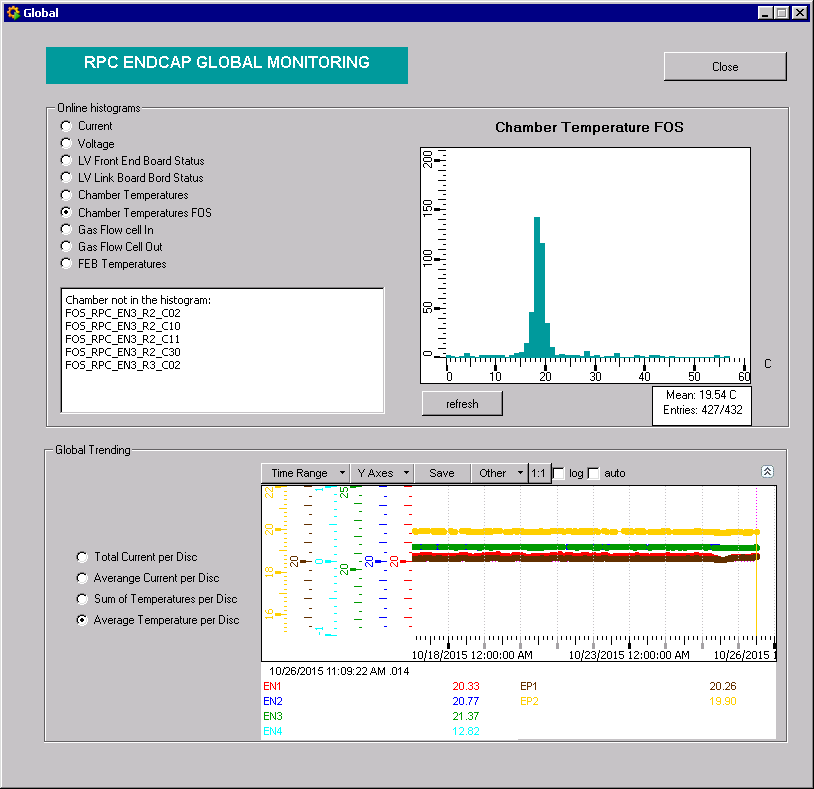 Global
RPC ENDCAP GLOBAL MONITORING
Close
Online histograms
Current
Voltage
LV Front End Board Status
LV Link Board Bord Status
Chamber Temperatures
Chamber Temperatures FOS
Gas Flow cell In
Gas Flow Cell Out
FEB Temperatures
Chamber not in the histogram:
FOS_RPC_EN3_R2_C02
FOS_RPC_EN3_R2_C10
FOS_RPC_EN3_R2_C11
FOS_RPC_EN3_R2_C30
FOS_RPC_EN3_R3_C02
Chamber Temperature FOS
200
150
100
50
0
0 10 20 30 40 50 60
C
refresh
Mean: 19.54 C
Entries: 427/432
Global Trending
Time Range Y Axes Save Other 1:1 log auto
Total Current per Disc
Averange Current per Disc
Sum of Temperatures per Disc
Average Temperature per Disc
22 1 25
20
18 20 0 20 20 20
16
-1
10/18/2015 12:00:00 AM 10/23/2015 12:00:00 AM 10/26/2015 1
10/26/2015 11:09:22 AM .014
EN1 20.33 EP1 20.26
EN2 20.77 EP2 19.90
EN3 21.37
EN4 12.82